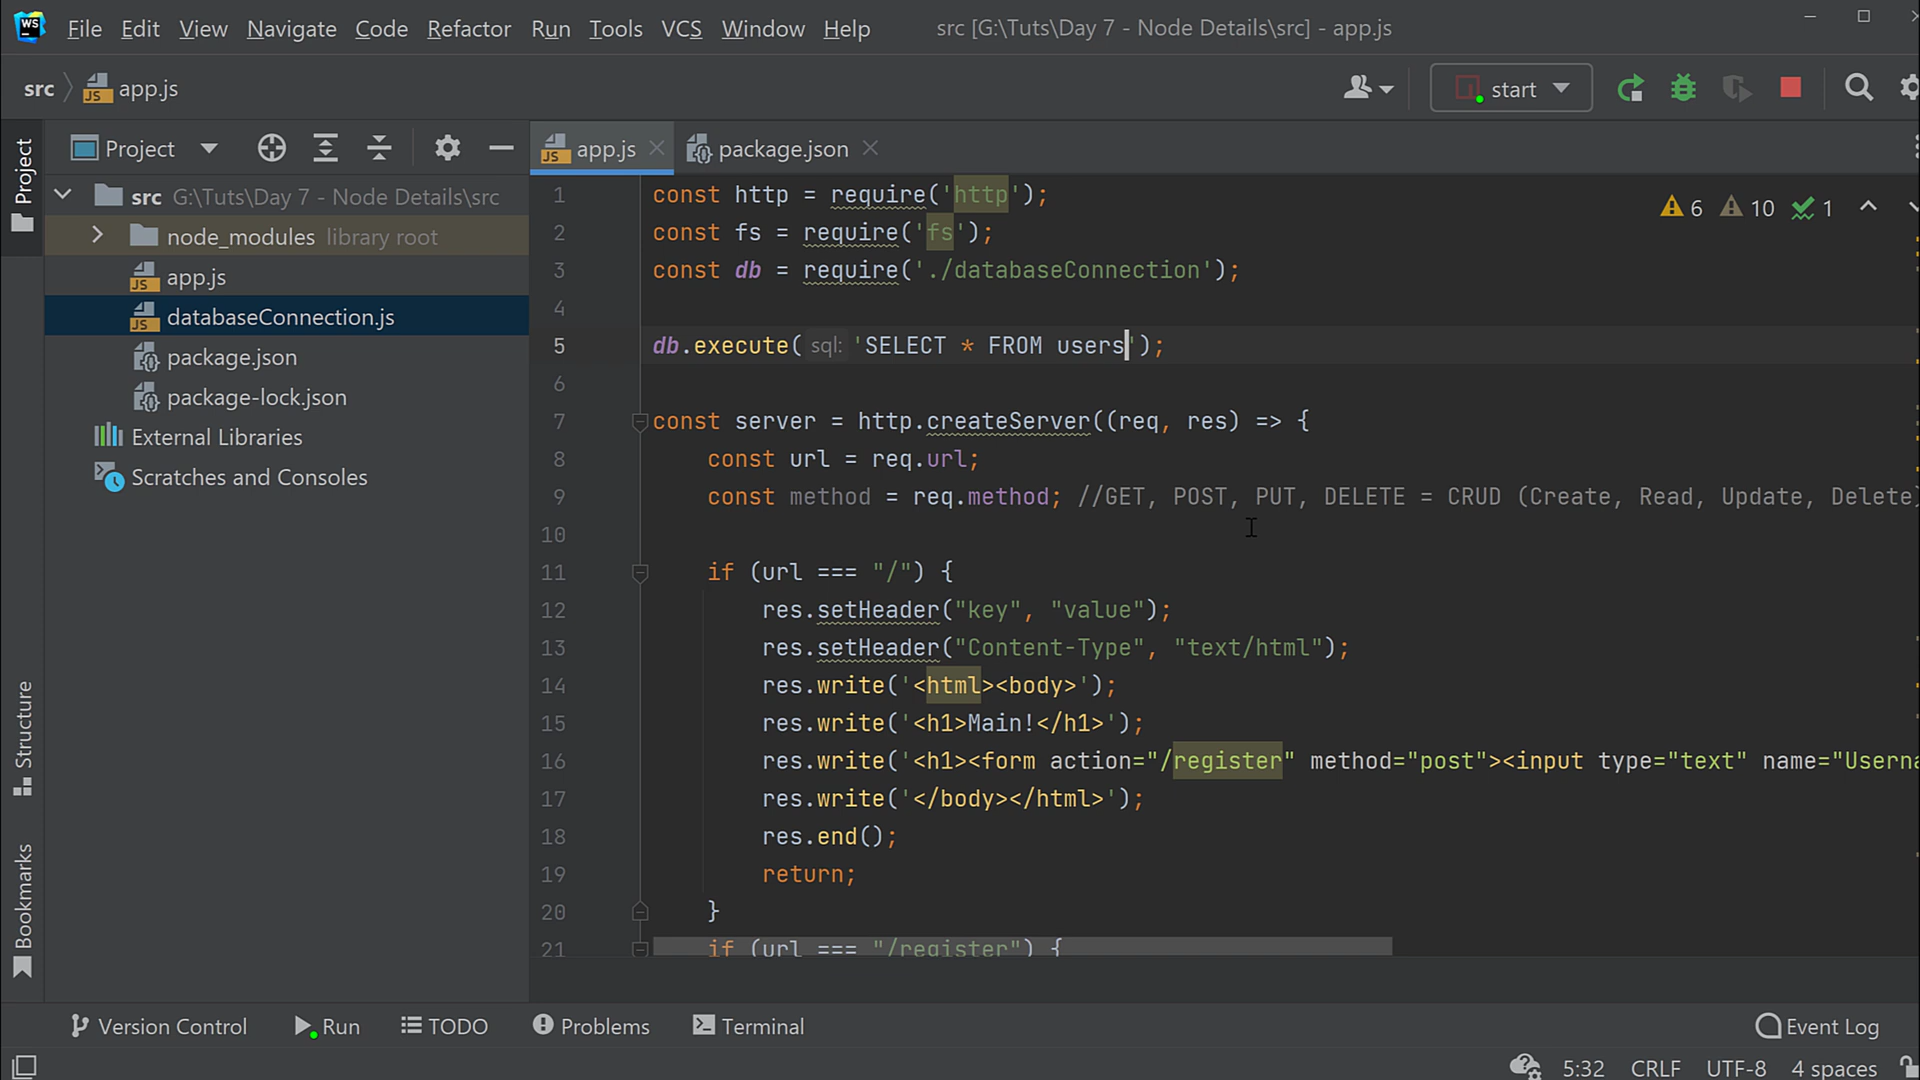 WS File Edit View Navigate Code Refactor Run Tools VCS Window Help src [G:\Tuts\Day 7 - Node Details\src] - app.js
src app.js start
Project
Project app.js package.json
src G:\Tuts\Day 7 - Node Details\src
node_modules library root
app.js
databaseConnection.js
package.json
package-lock.json
External Libraries
Scratches and Consoles
6 10 1
1 const http = require('http');
2 const fs = require('fs');
3 const db = require('./databaseConnection');
4
5 db.execute( sql: 'SELECT * FROM users');
6
7 const server = http.createServer((req, res) => {
8 const url = req.url;
9 const method = req.method; //GET, POST, PUT, DELETE = CRUD (Create, Read, Update, Delete)
10
11 if (url === "/") {
12 res.setHeader("key", "value");
13 res.setHeader("Content-Type", "text/html");
14 res.write('<html><body>');
15 res.write('<h1>Main!</h1>');
16 res.write('<h1><form action="/register" method="post"><input type="text" name="Userna
17 res.write('</body></html>');
18 res.end();
19 return;
20 }
21 if (url === "/register") {
Structure
Bookmarks
Version Control Run TODO Problems Terminal Event Log
5:32 CRLF UTF-8 4 spaces